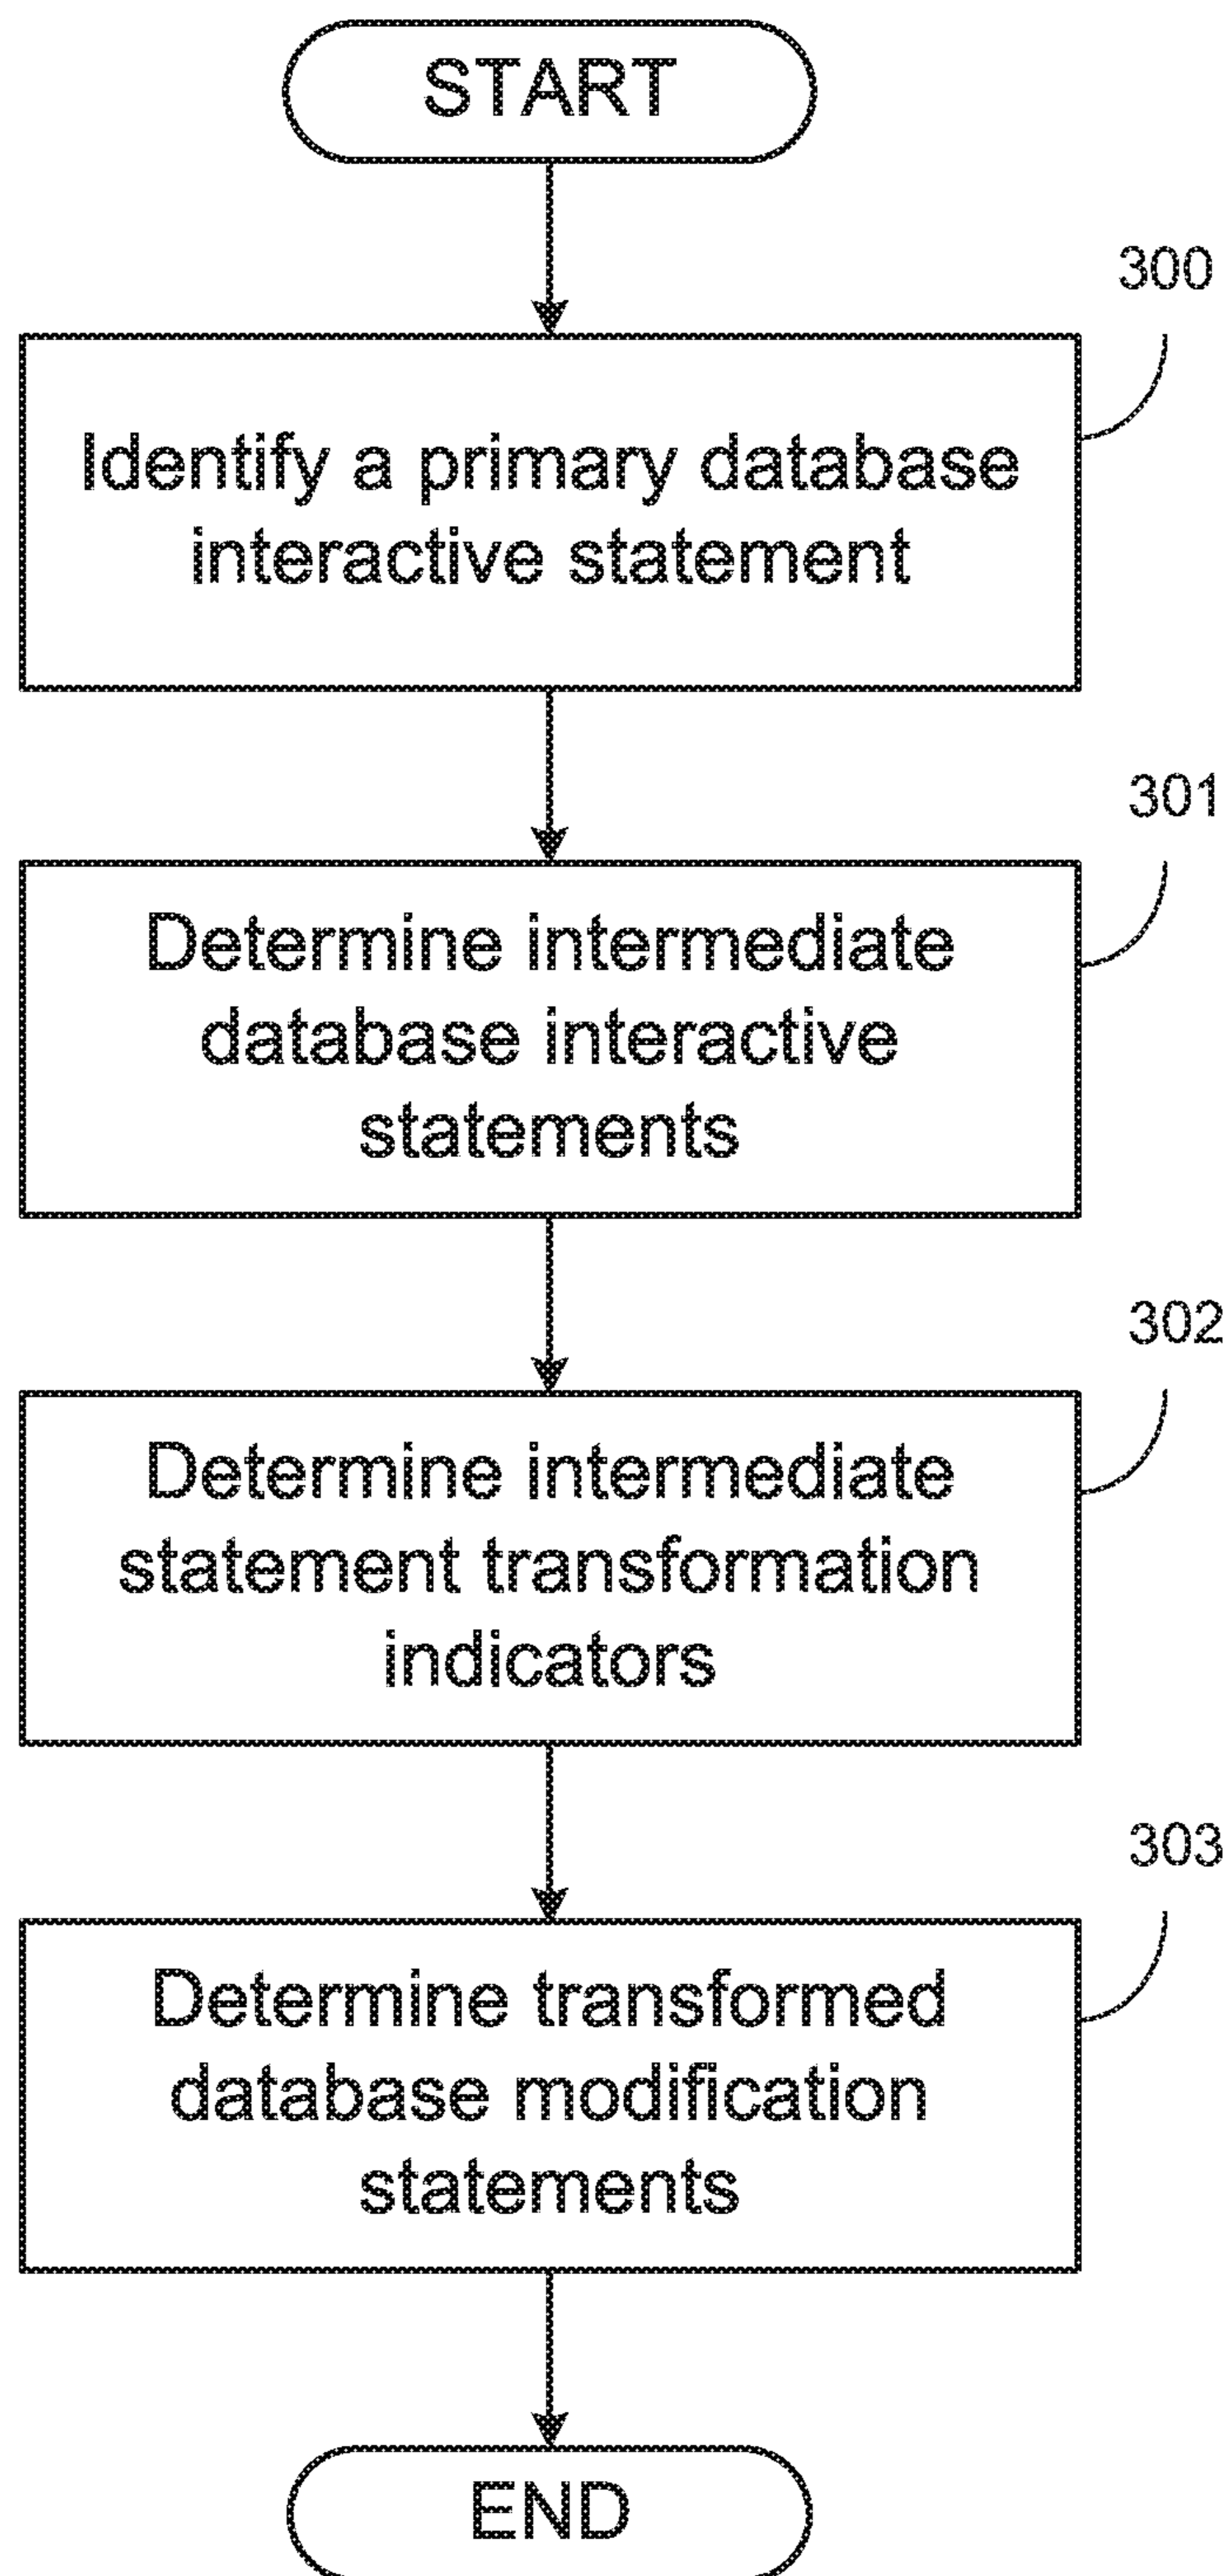 START
300
Identify a primary database
interactive statement
301
Determine intermediate
database interactive
statements
302
Determine intermediate
statement transformation
indicators
303
Determine transformed
database modification
statements
END